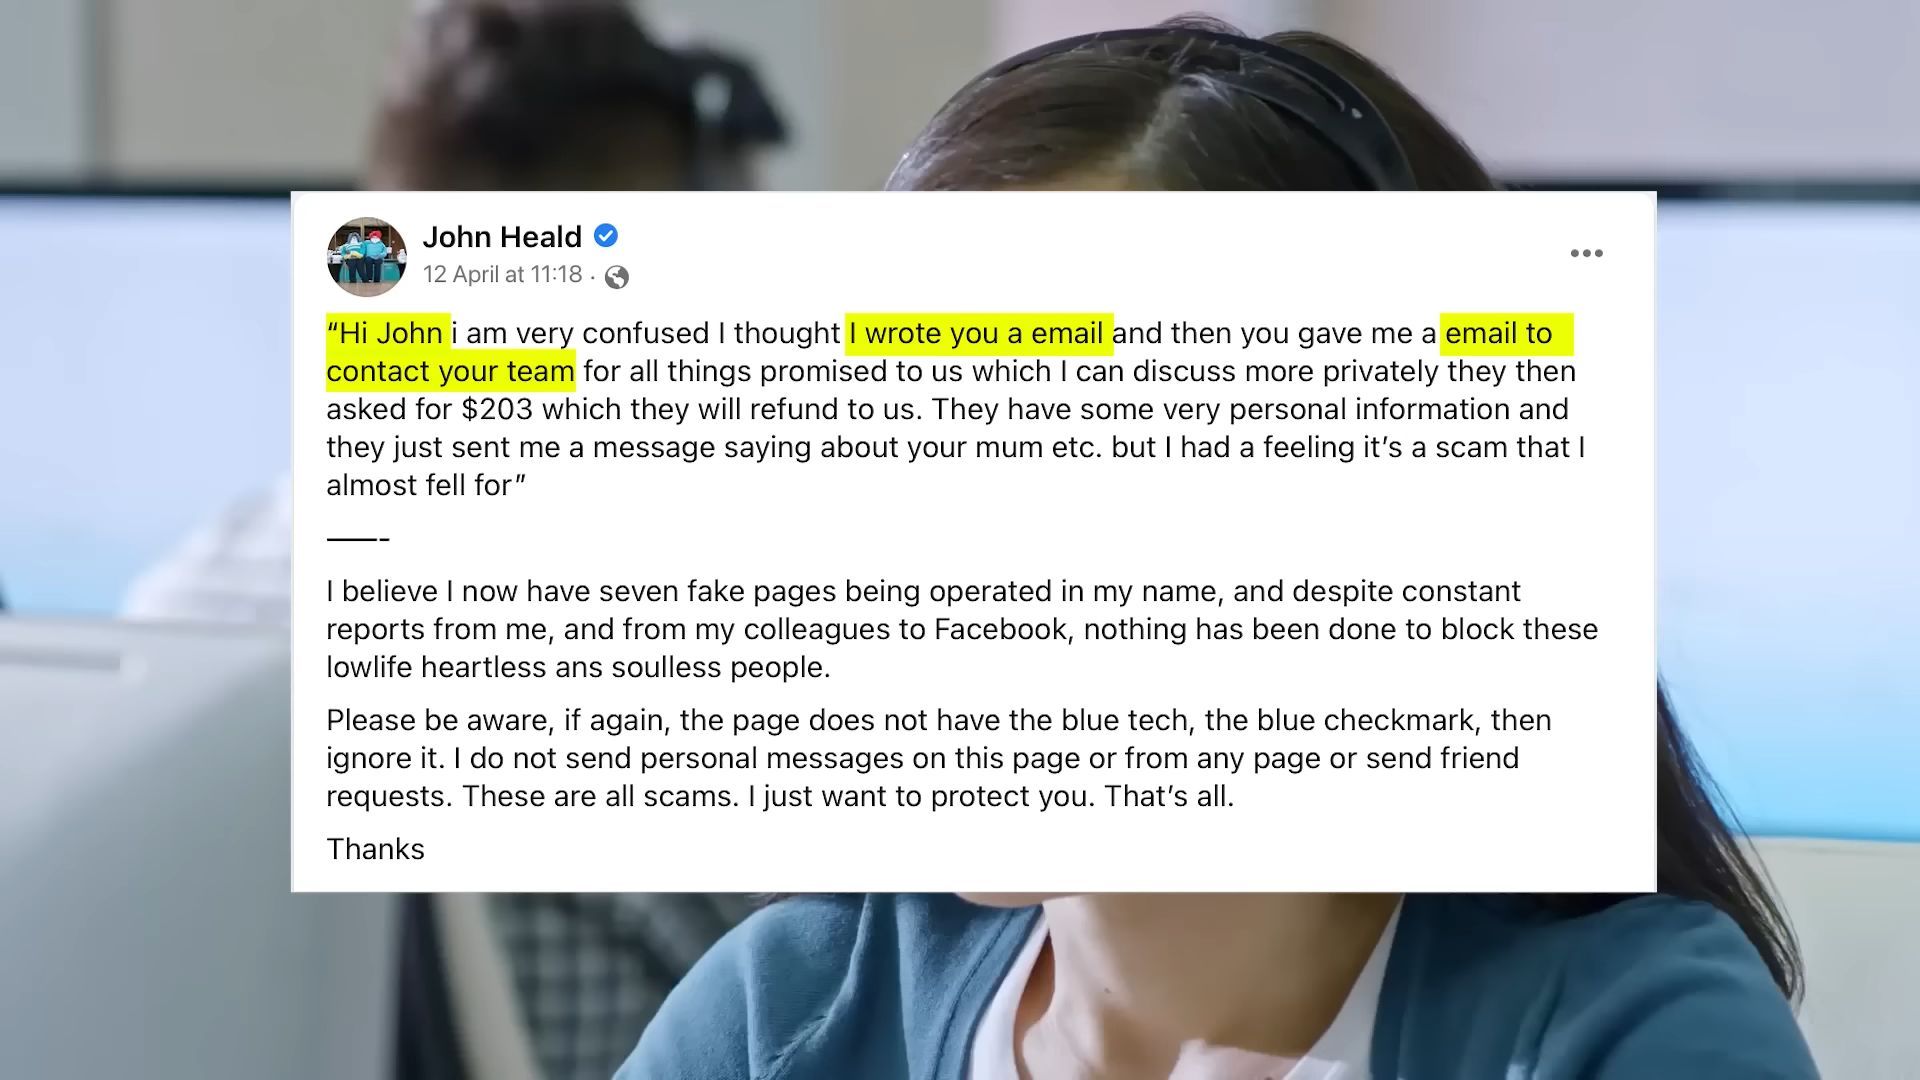 John Heald
12 April at 11:18 ·
“Hi John i am very confused I thought I wrote you a email and then you gave me a email to
contact your team for all things promised to us which I can discuss more privately they then
asked for $203 which they will refund to us. They have some very personal information and
they just sent me a message saying about your mum etc. but I had a feeling it’s a scam that I
almost fell for”
——-
I believe I now have seven fake pages being operated in my name, and despite constant
reports from me, and from my colleagues to Facebook, nothing has been done to block these
lowlife heartless ans soulless people.
Please be aware, if again, the page does not have the blue tech, the blue checkmark, then
ignore it. I do not send personal messages on this page or from any page or send friend
requests. These are all scams. I just want to protect you. That’s all.
Thanks